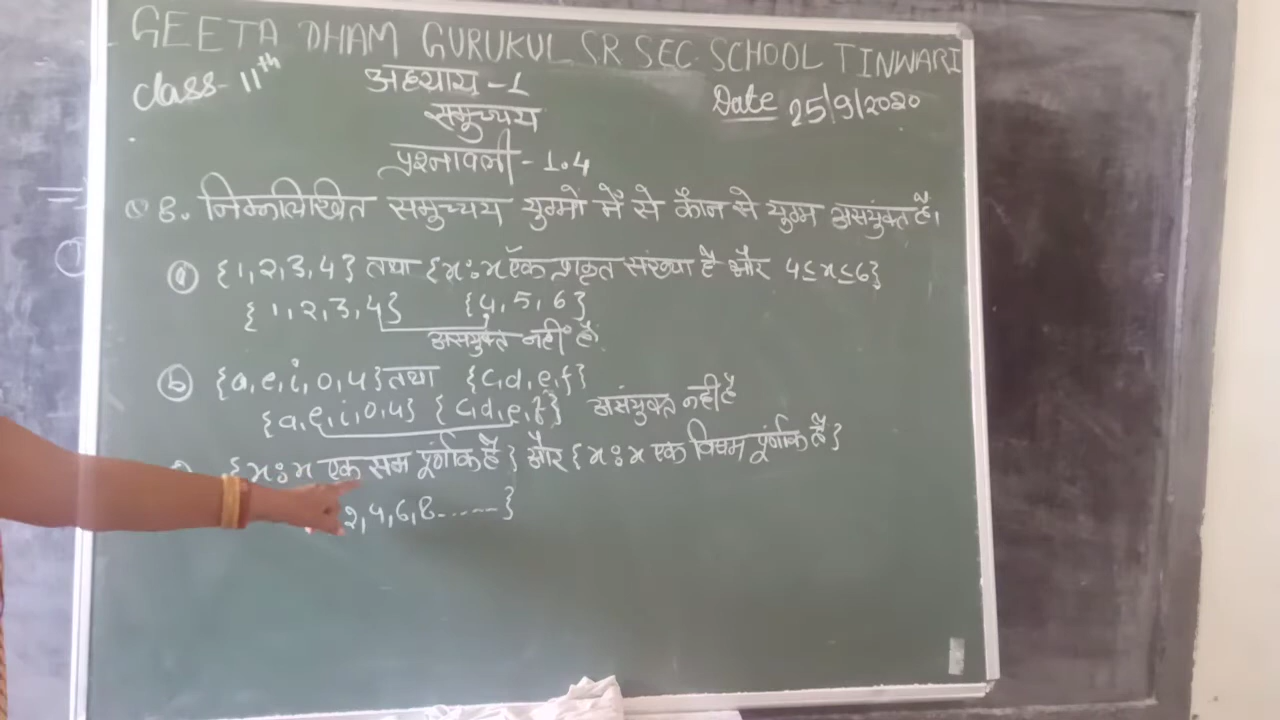 GEETA DHAM GURUKUL SR SEC. SCHOOL TINWARI
class- 11th अध्याय -1 Date 25/9/2020
समुच्चय
प्रश्नावली - 1.4
8. निम्नलिखित समुच्चय युग्मों में से कौन से युग्म असंयुक्त है।
(a) {1,2,3,4} तथा {x:x एक प्राकृत संख्या है और 4≤x≤6}
{1,2,3,4} {4,5,6}
असयुक्त नहीं है।
(b) {a,e,i,o,u} तथा {c,d,e,f}
{a,e,i,o,u} {c,d,e,f} असंयुक्त नहीं है
{x:x एक सम पूंर्णाक है} और {x:x एक विषम पूंर्णाक है}
2,4,6,8......}